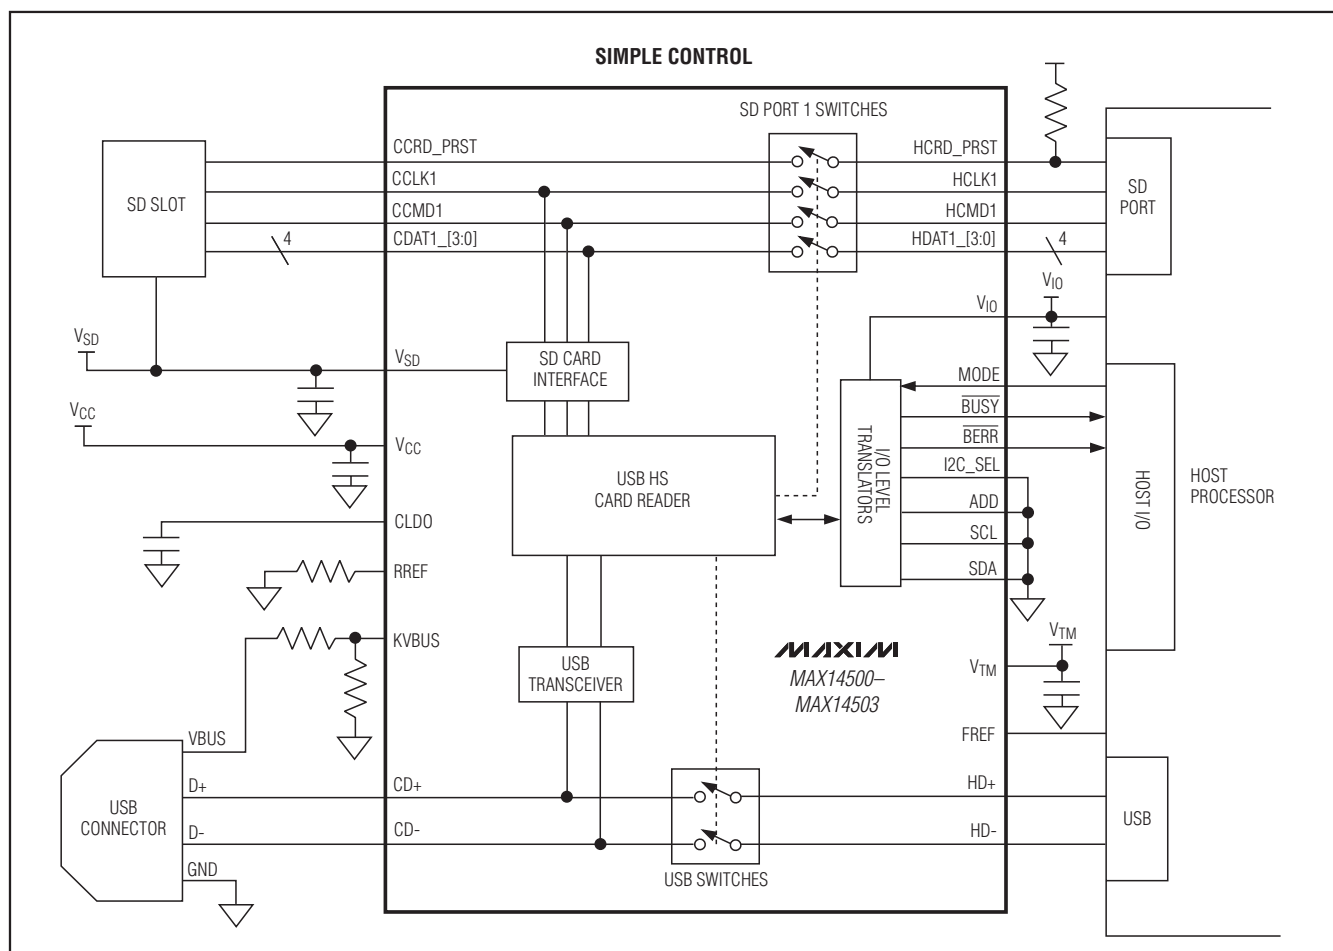 SIMPLE CONTROL
SD PORT 1 SWITCHES
SD SLOT
CCRD_PRST
CCLK1
CCMD1
CDAT1_[3:0]
4
HCRD_PRST
HCLK1
HCMD1
HDAT1_[3:0]
4
SD
PORT
VIO
VIO
VSD
VSD
SD CARD
INTERFACE
VCC
VCC
CLDO
RREF
KVBUS
USB HS
CARD READER
I/O LEVEL
TRANSLATORS
MODE
BUSY
BERR
I2C_SEL
ADD
SCL
SDA
HOST I/O
HOST
PROCESSOR
USB
TRANSCEIVER
MAXIM
MAX14500–
MAX14503
VTM
VTM
FREF
USB
CONNECTOR
VBUS
D+
D-
GND
CD+
CD-
USB SWITCHES
HD+
HD-
USB